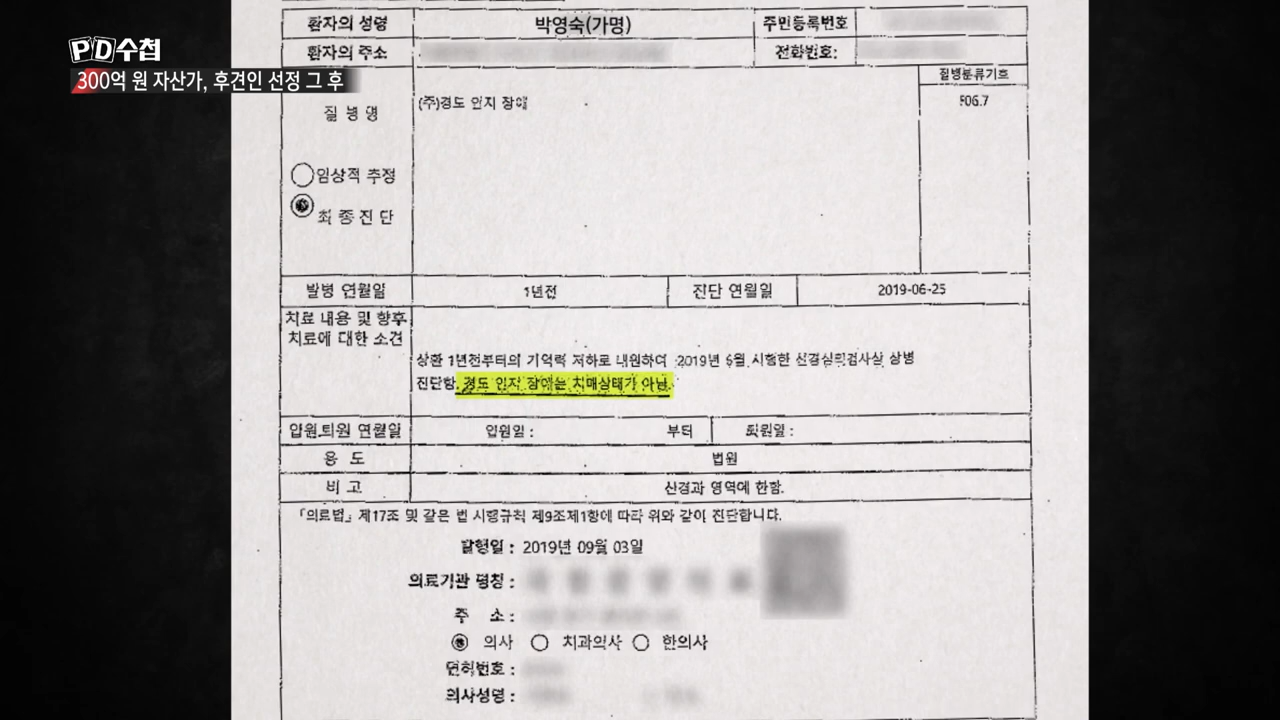 PD수첩
300억 원 자산가, 후견인 선정 그 후
환자의 성명 박영숙(가명) 주민등록번호
환자의 주소 전화번호:
질병분류기호
질 병 명 (주)경도 인지 장애 F06.7
임상적 추정
최 종 진 단
발병 연월일 1년전 진단 연월일 2019-06-25
치료 내용 및 향후
치료에 대한 소견
상환 1년전부터의 기억력 저하로 내원하여 2019년 6월 시행한 신경심리검사상 상병
진단함. 경도 인지 장애는 치매상태가 아님.
입원.퇴원 연월일 입원일 : 부터 퇴원일 :
용 도 법원
비 고 신경과 영역에 한함.
「의료법」 제17조 및 같은 법 시행규칙 제9조제1항에 따라 위와 같이 진단합니다.
발행일 : 2019년 09월 03일
의료기관 명칭 :
주 소 :
의사 치과의사 한의사
면허번호 :
의사성명 :